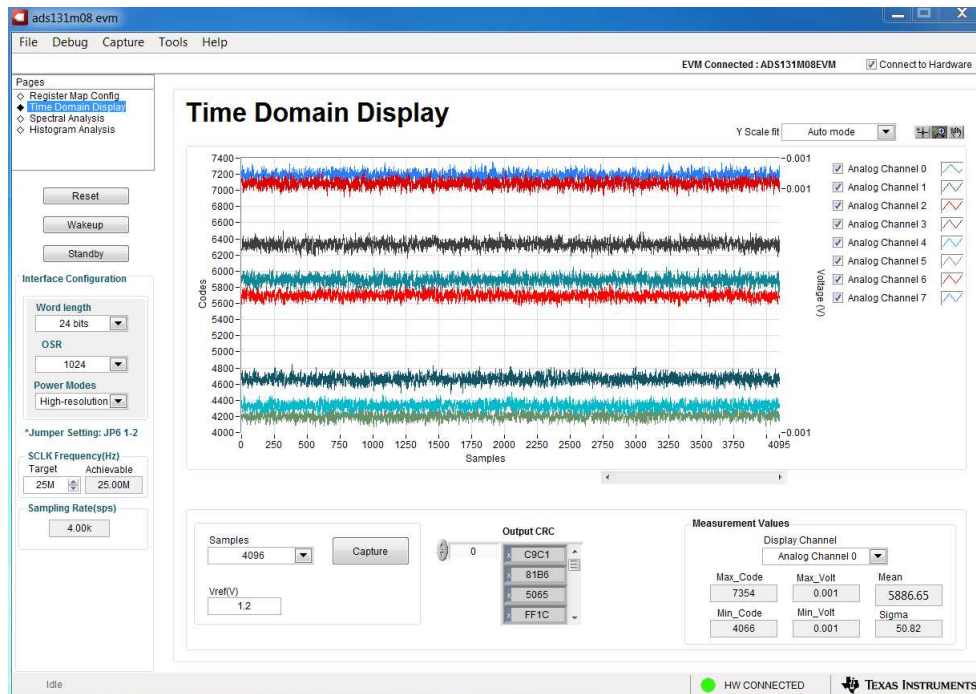 ads131m08 evm
File Debug Capture Tools Help
EVM Connected : ADS131M08EVM
Connect to Hardware
Pages
Register Map Config
Time Domain Display
Spectral Analysis
Histogram Analysis
Reset
Wakeup
Standby
Interface Configuration
Word length
24 bits
OSR
1024
Power Modes
High-resolution
*Jumper Setting: JP6 1-2
SCLK Frequency(Hz)
Target Achievable
25M 25.00M
Sampling Rate(sps)
4.00k
Time Domain Display
Y Scale fit Auto mode
7400
7200
7000
6800
6600
6400
6200
6000
5800
5600
5400
5200
5000
4800
4600
4400
4200
4000
Codes
0 250 500 750 1000 1250 1500 1750 2000 2250 2500 2750 3000 3250 3500 3750 4095
Samples
-0.001
-0.001
-0.001
Voltage (V)
Analog Channel 0
Analog Channel 1
Analog Channel 2
Analog Channel 3
Analog Channel 4
Analog Channel 5
Analog Channel 6
Analog Channel 7
Samples
4096
Capture
Vref(V)
1.2
Output CRC
0
x C9C1
x 81B6
x 5065
x FF1C
Measurement Values
Display Channel
Analog Channel 0
Max_Code Max_Volt Mean
7354 0.001 5886.65
Min_Code Min_Volt Sigma
4066 0.001 50.82
Idle
HW CONNECTED
TEXAS INSTRUMENTS